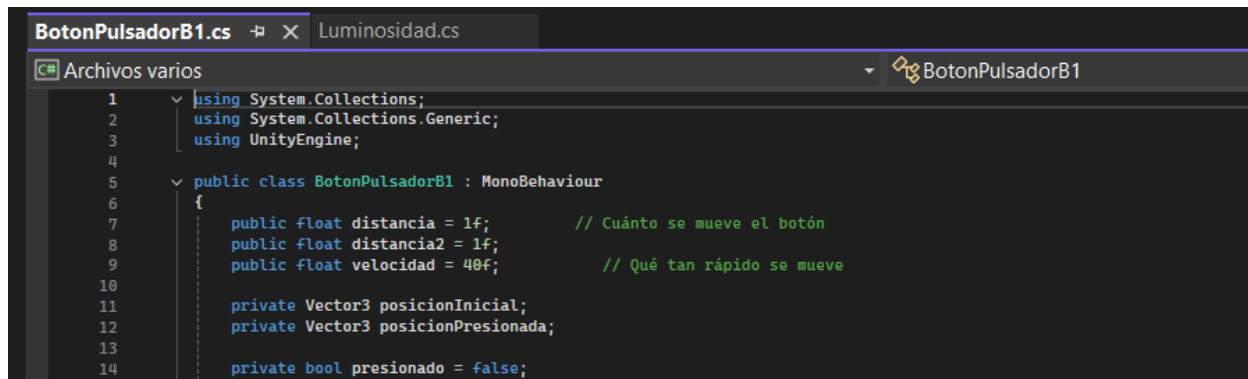 BotonPulsadorB1.cs Luminosidad.cs
C# Archivos varios BotonPulsadorB1
1 using System.Collections;
2 using System.Collections.Generic;
3 using UnityEngine;
4
5 public class BotonPulsadorB1 : MonoBehaviour
6 {
7 public float distancia = 1f; // Cuánto se mueve el botón
8 public float distancia2 = 1f;
9 public float velocidad = 40f; // Qué tan rápido se mueve
10
11 private Vector3 posicionInicial;
12 private Vector3 posicionPresionada;
13
14 private bool presionado = false;